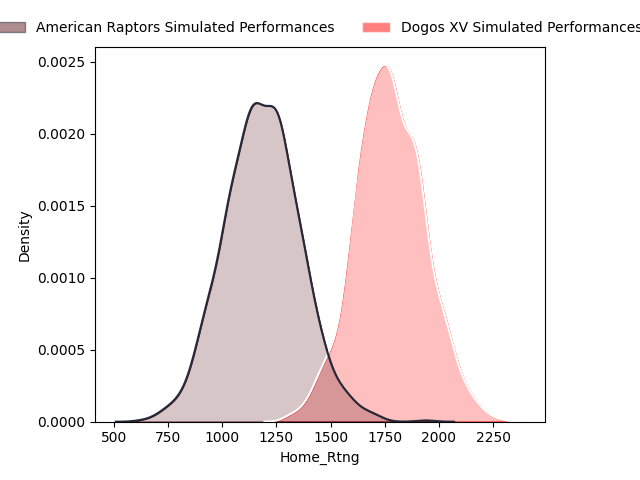 American Raptors Simulated Performances Dogos XV Simulated Performances
0.0025
0.0020
0.0015
0.0010
0.0005
0.0000
Density
500 750 1000 1250 1500 1750 2000 2250
Home_Rtng